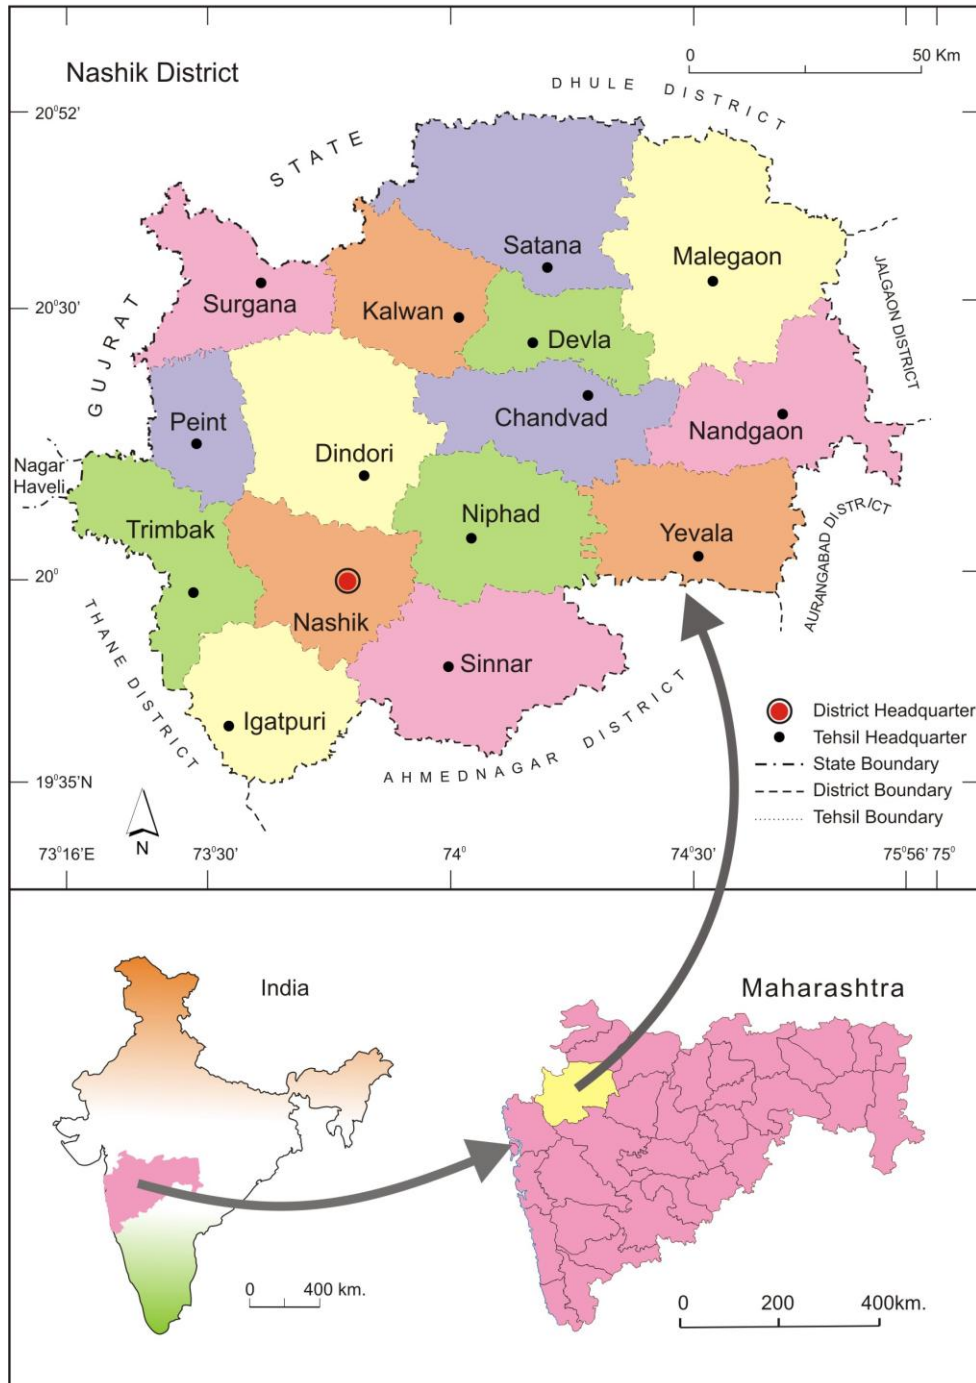 Nashik District
0 50 Km
DHULE DISTRICT
20°52'
STATE
Satana
Malegaon
JALGAON DISTRICT
Surgana
Kalwan
20°30'
GUJRAT
Devla
Peint
Chandvad
Nandgaon
Nagar
Haveli
Dindori
Trimbak
Niphad
Yevala
AURANGABAD DISTRICT
20°
Nashik
THANE DISTRICT
Sinnar
Igatpuri
AHMEDNAGAR DISTRICT
District Headquarter
Tehsil Headquarter
State Boundary
District Boundary
Tehsil Boundary
19°35'N
N
73°16'E 73°30' 74° 74°30' 75°56' 75°
India
Maharashtra
0 400 km.
0 200 400km.